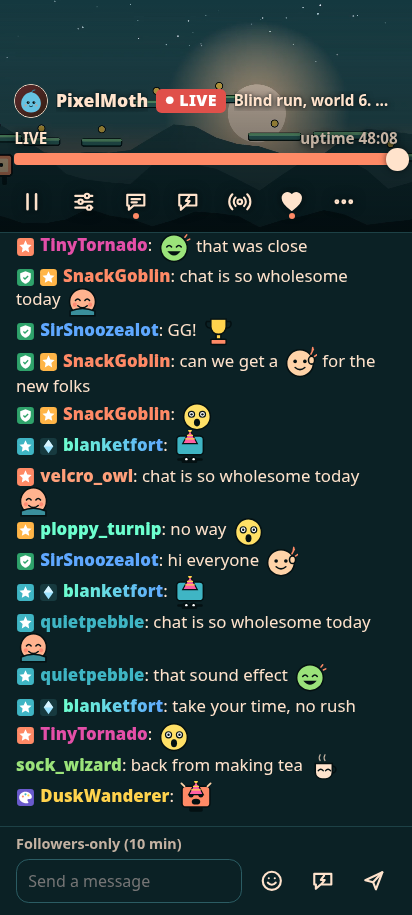 PixelMoth LIVE Blind run, world 6. ...
LIVE uptime 48:08
TinyTornado: that was close
SnackGoblin: chat is so wholesome
today
SirSnoozealot: GG!
SnackGoblin: can we get a for the
new folks
SnackGoblin:
blanketfort:
velcro_owl: chat is so wholesome today
ploppy_turnip: no way
SirSnoozealot: hi everyone
blanketfort:
quietpebble: chat is so wholesome today
quietpebble: that sound effect
blanketfort: take your time, no rush
TinyTornado:
sock_wizard: back from making tea
DuskWanderer:
Followers-only (10 min)
Send a message